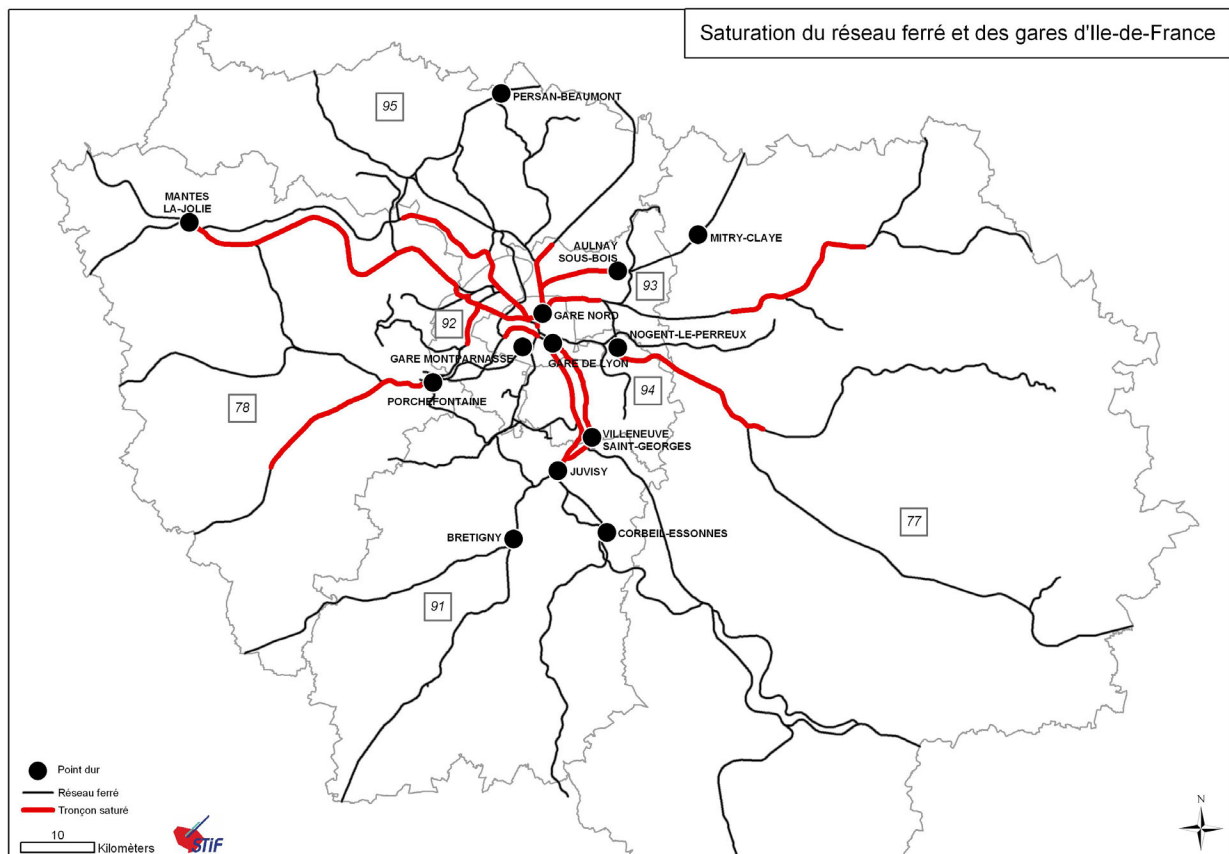 Saturation du réseau ferré et des gares d'Ile-de-France
95
PERSAN-BEAUMONT
MANTES
LA-JOLIE
MITRY-CLAYE
AULNAY
SOUS-BOIS
93
92
GARE NORD
NOGENT-LE-PERREUX
GARE MONTPARNASSE
GARE DE LYON
94
78
PORCHEFONTAINE
VILLENEUVE
SAINT-GEORGES
JUVISY
77
BRETIGNY
CORBEIL-ESSONNES
91
Point dur
Réseau ferré
Tronçon saturé
10
Kilomèters
STiF
N